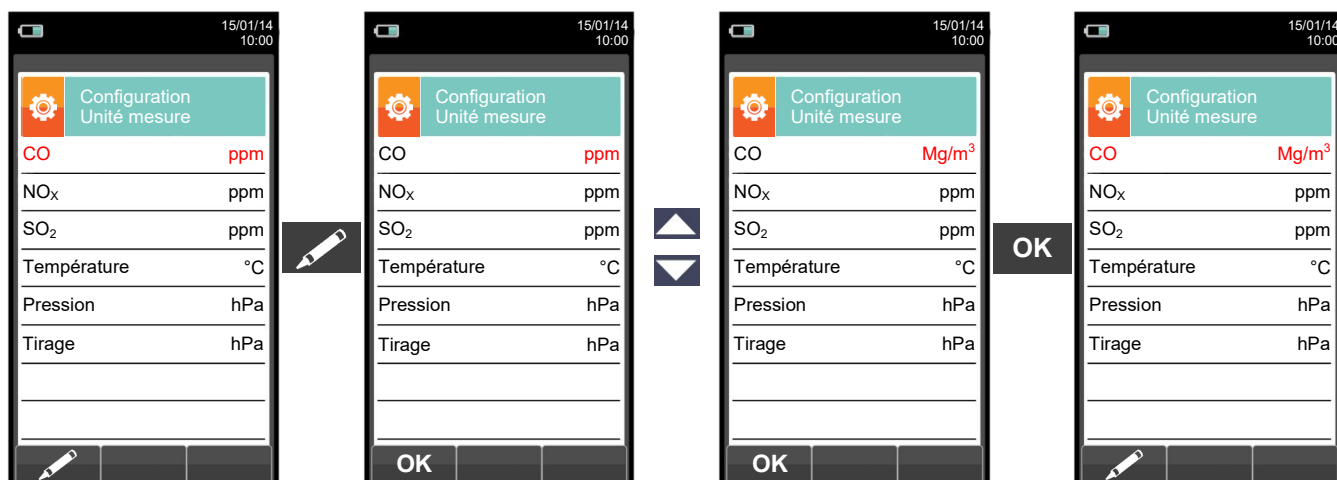 15/01/14
10:00
Configuration
Unité mesure
CO ppm
NOX ppm
SO2 ppm
Température °C
Pression hPa
Tirage hPa
15/01/14
10:00
Configuration
Unité mesure
CO ppm
NOX ppm
SO2 ppm
Température °C
Pression hPa
Tirage hPa
OK
15/01/14
10:00
Configuration
Unité mesure
CO Mg/m³
NOX ppm
SO2 ppm
Température °C
Pression hPa
Tirage hPa
OK
OK
15/01/14
10:00
Configuration
Unité mesure
CO Mg/m³
NOX ppm
SO2 ppm
Température °C
Pression hPa
Tirage hPa